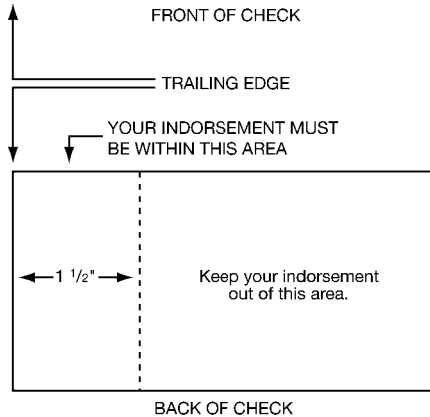 FRONT OF CHECK
TRAILING EDGE
YOUR INDORSEMENT MUST
BE WITHIN THIS AREA
1 1/2"
Keep your indorsement
out of this area.
BACK OF CHECK